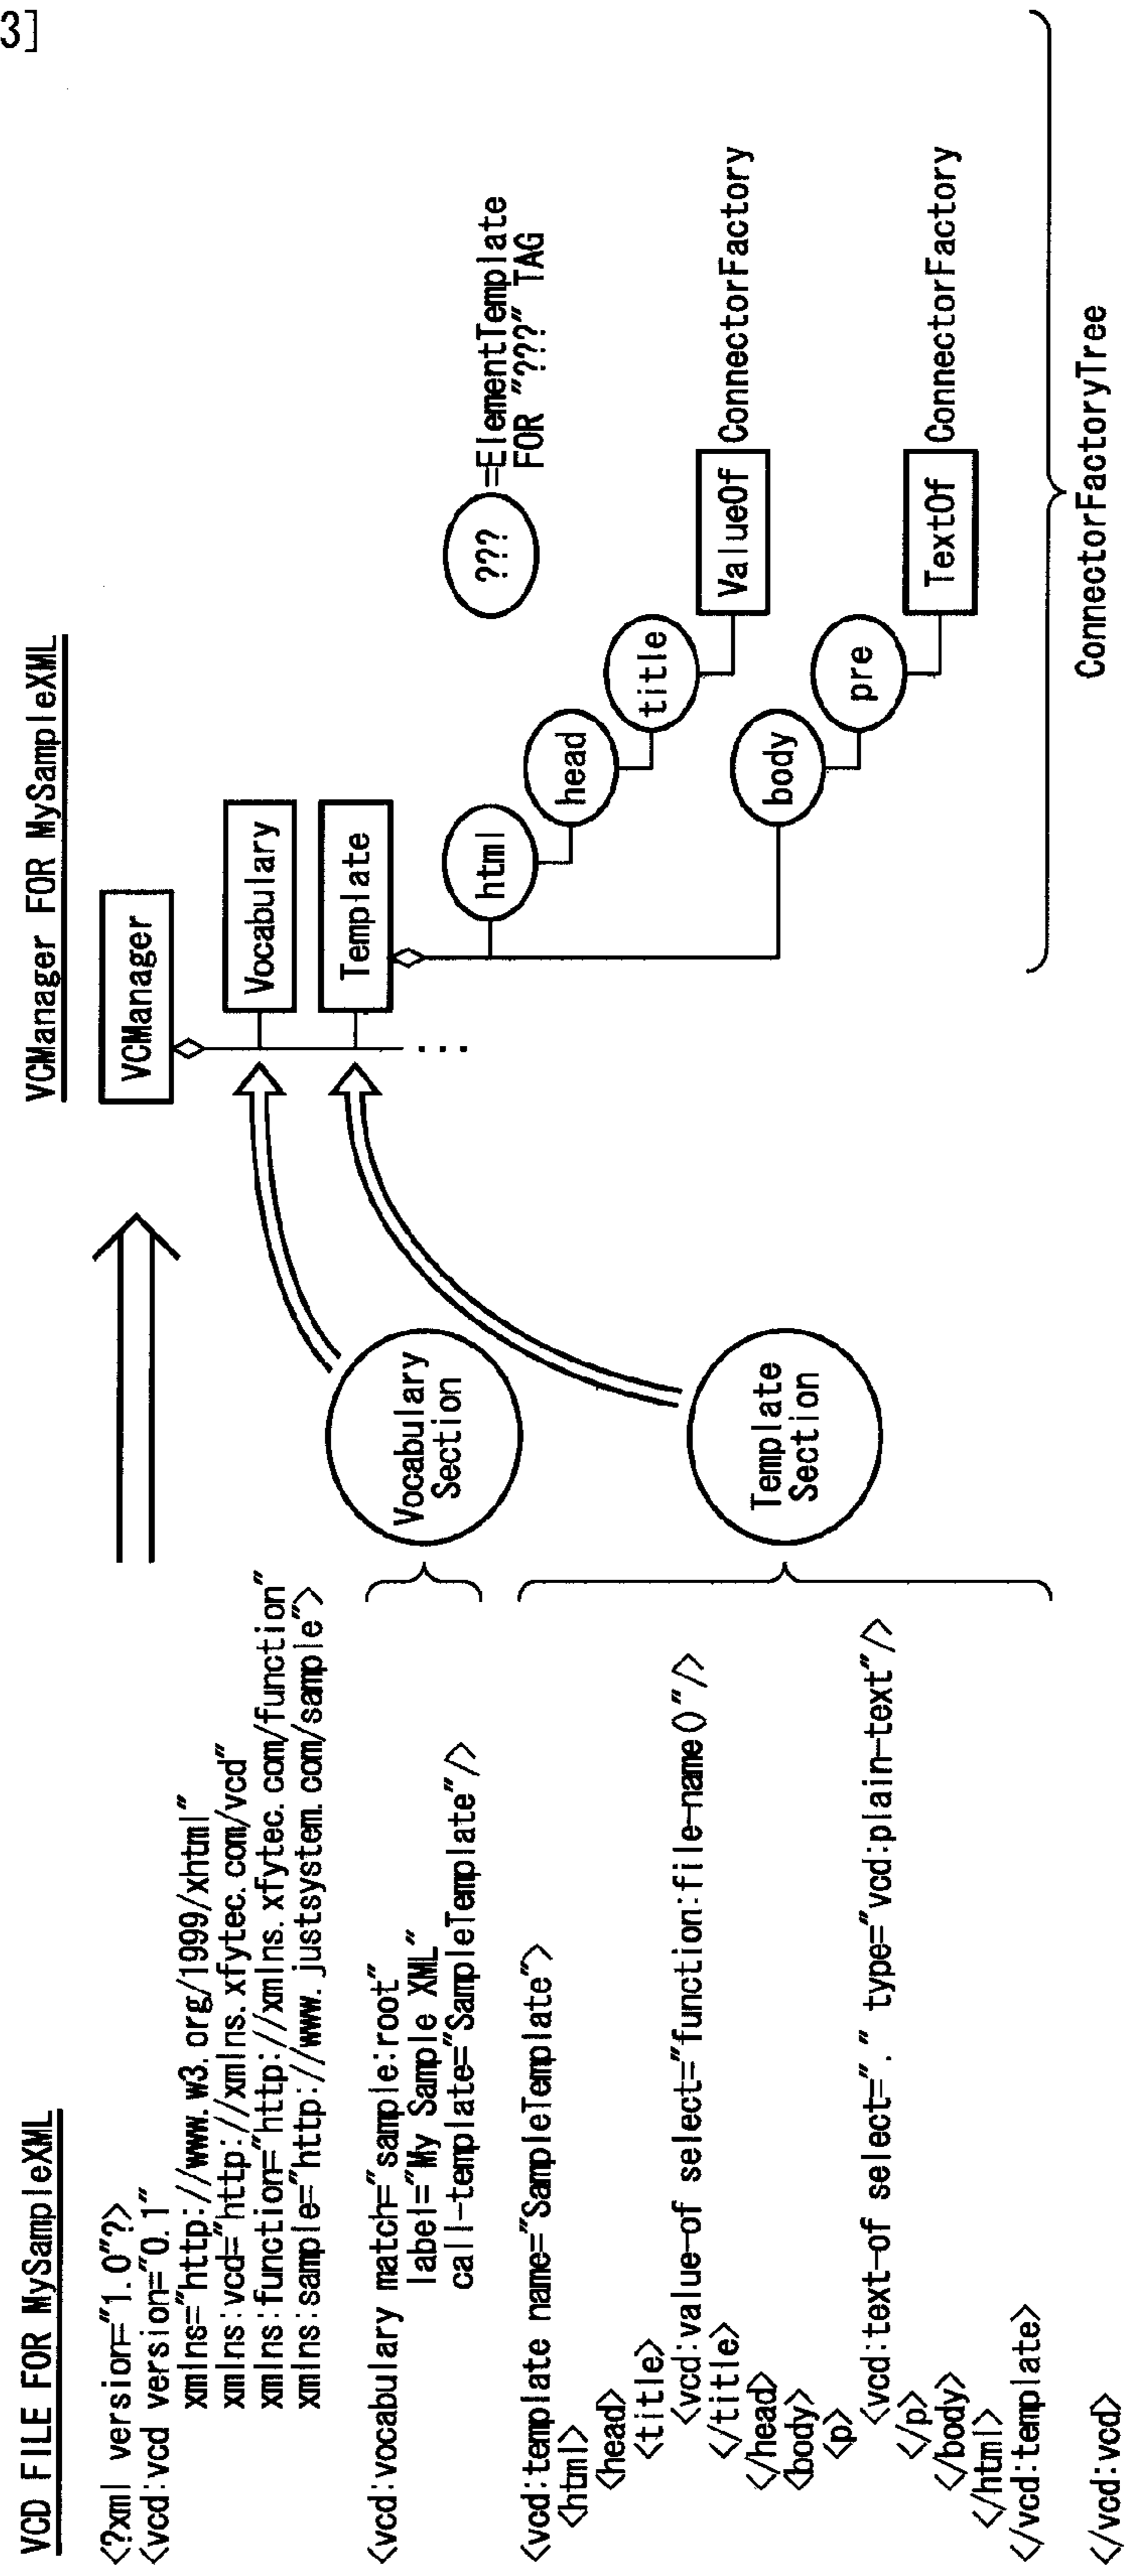 3]
VCD FILE FOR MySampleXML
<?xml version="1.0"?>
<vcd:vcd version="0.1"
xmlns="http://www.w3.org/1999/xhtml"
xmlns:vcd="http://xmlns.xfytec.com/vcd"
xmlns:function="http://xmlns.xfytec.com/function"
xmlns:sample="http://www.justsystem.com/sample">
<vcd:vocabulary match="sample:root"
label="My Sample XML"
call-template="SampleTemplate"/>
<vcd:template name="SampleTemplate">
<html>
<head>
<title>
<vcd:value-of select="function:file-name()"/>
</title>
</head>
<body>
<p>
<vcd:text-of select="." type="vcd:plain-text"/>
</p>
</body>
</html>
</vcd:template>
</vcd:vcd>
Vocabulary
Section
Template
Section
VCManager FOR MySampleXML
VCManager
Vocabulary
Template
...
html
head
title
ValueOf ConnectorFactory
body
pre
TextOf ConnectorFactory
??? =ElementTemplate
FOR "???" TAG
ConnectorFactoryTree